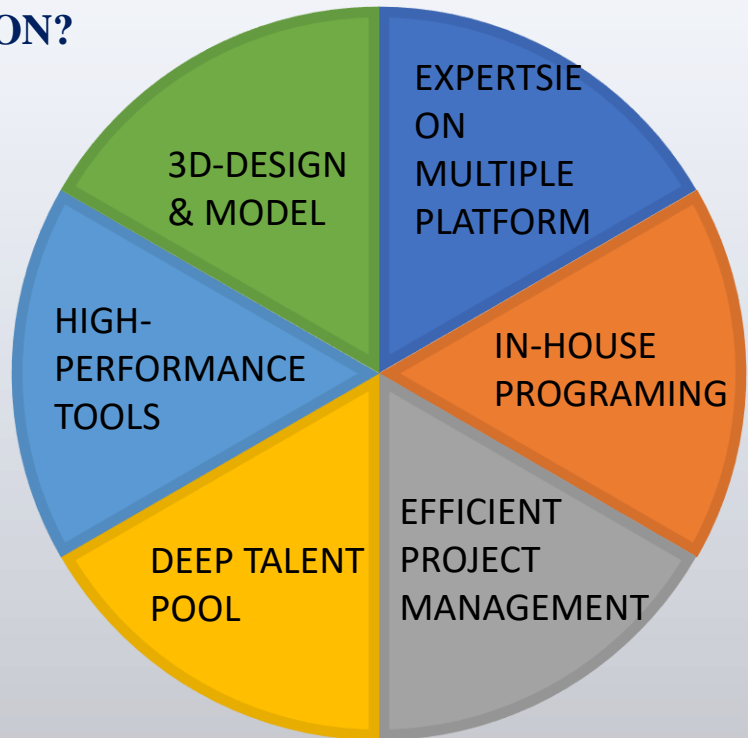 ON?
EXPERTSIE
ON
MULTIPLE
PLATFORM
IN-HOUSE
PROGRAMING
EFFICIENT
PROJECT
MANAGEMENT
DEEP TALENT
POOL
HIGH-
PERFORMANCE
TOOLS
3D-DESIGN
& MODEL